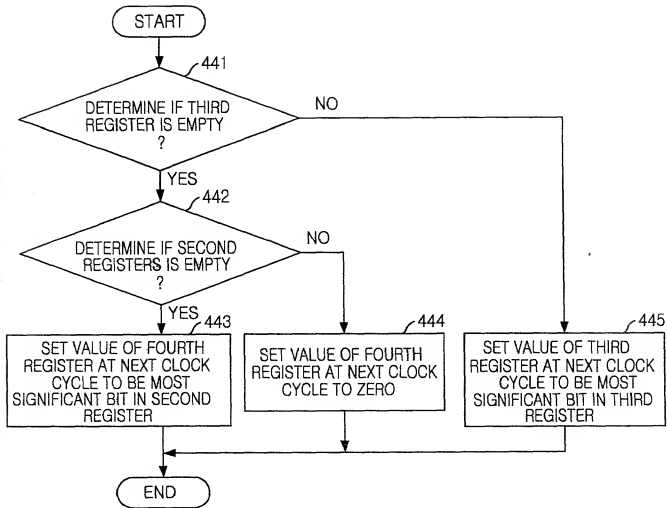 START
441
DETERMINE IF THIRD
REGISTER IS EMPTY
?
NO
YES
442
DETERMINE IF SECOND
REGISTERS IS EMPTY
?
NO
YES
443
SET VALUE OF FOURTH
REGISTER AT NEXT CLOCK
CYCLE TO BE MOST
SIGNIFICANT BIT IN SECOND
REGISTER
444
SET VALUE OF FOURTH
REGISTER AT NEXT CLOCK
CYCLE TO ZERO
445
SET VALUE OF THIRD
REGISTER AT NEXT CLOCK
CYCLE TO BE MOST
SIGNIFICANT BIT IN THIRD
REGISTER
END